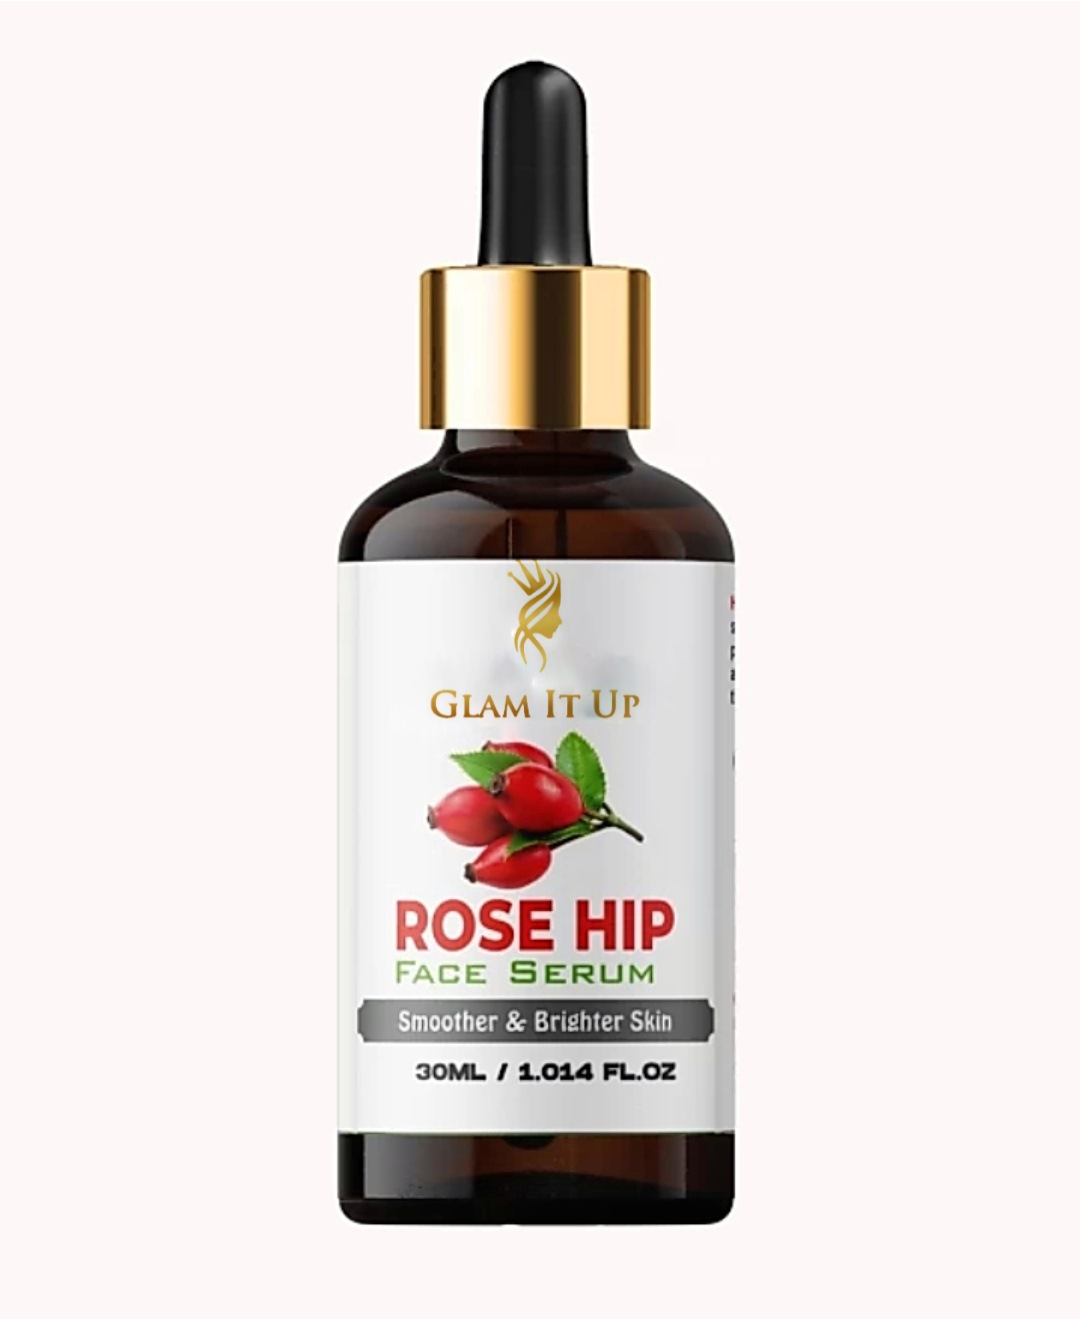 GLAM IT UP
ROSE HIP
FACE SERUM
Smoother & Brighter Skin
30ML / 1.014 FL.OZ